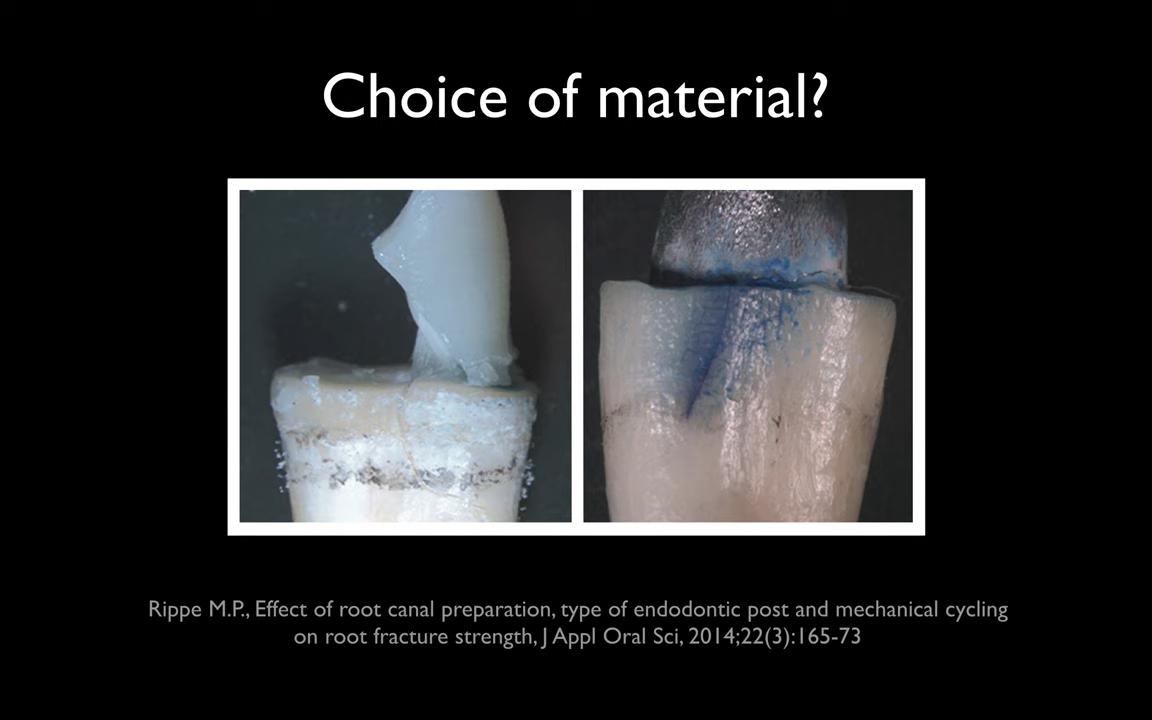 Choice of material?
Rippe M.P., Effect of root canal preparation, type of endodontic post and mechanical cycling
on root fracture strength, J Appl Oral Sci, 2014;22(3):165-73